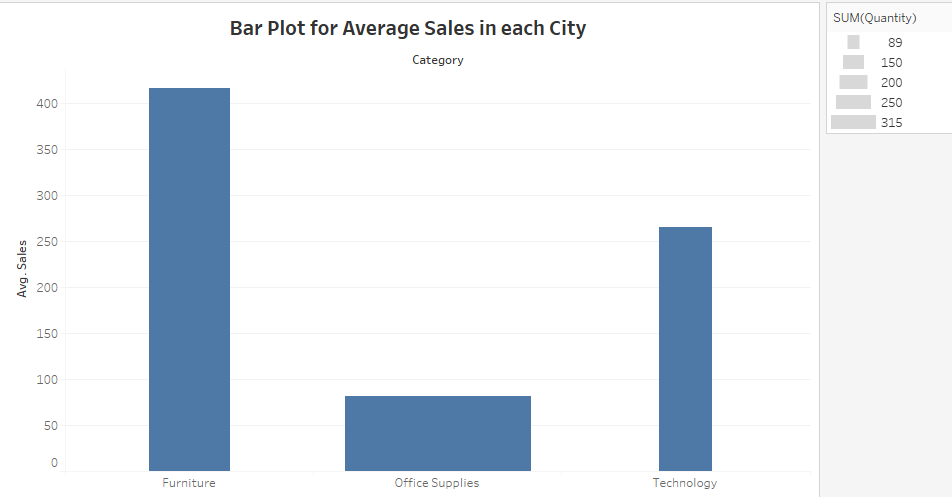 Bar Plot for Average Sales in each City
Category
Avg. Sales
400
350
300
250
200
150
100
50
0
Furniture
Office Supplies
Technology
SUM(Quantity)
89
150
200
250
315